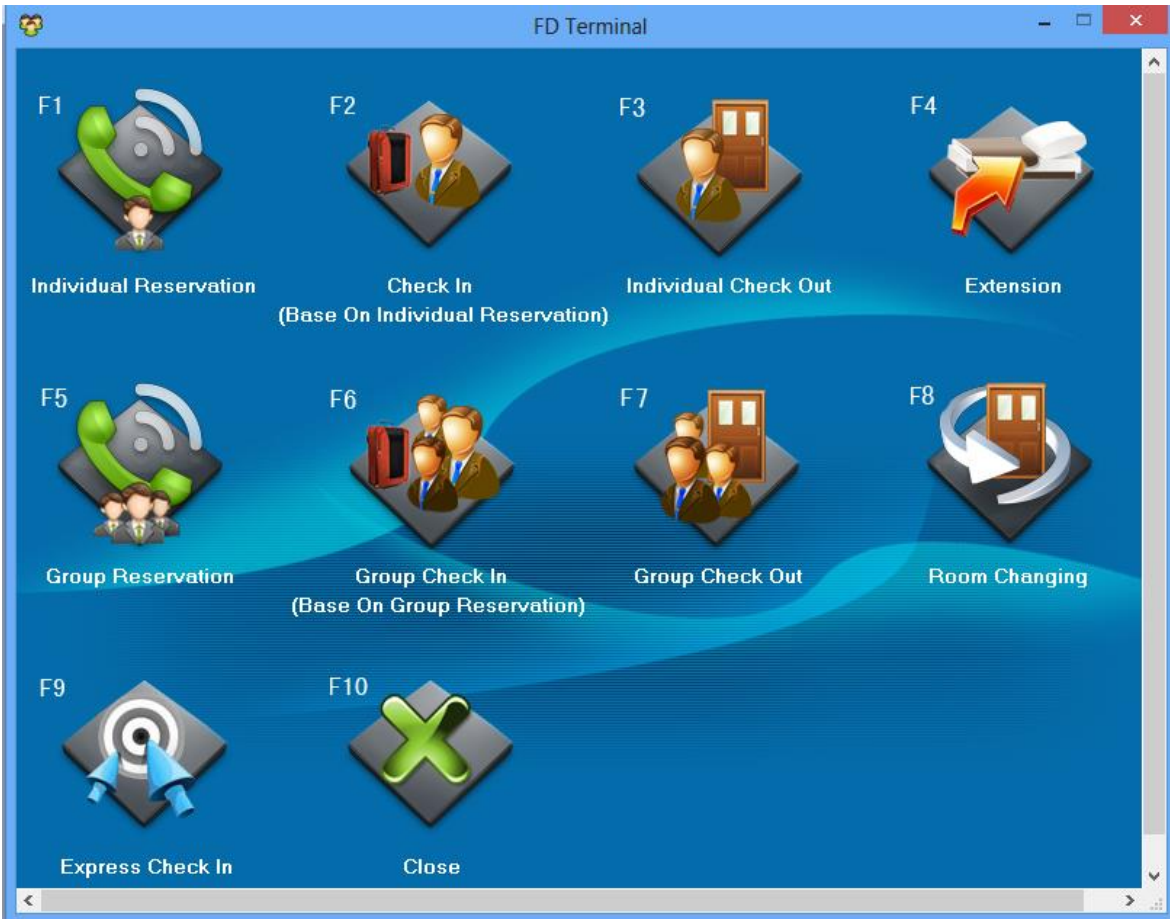 FD Terminal
F1
F2
F3
F4
Individual Reservation
Check In
(Base On Individual Reservation)
Individual Check Out
Extension
F5
F6
F7
F8
Group Reservation
Group Check In
(Base On Group Reservation)
Group Check Out
Room Changing
F9
F10
Express Check In
Close